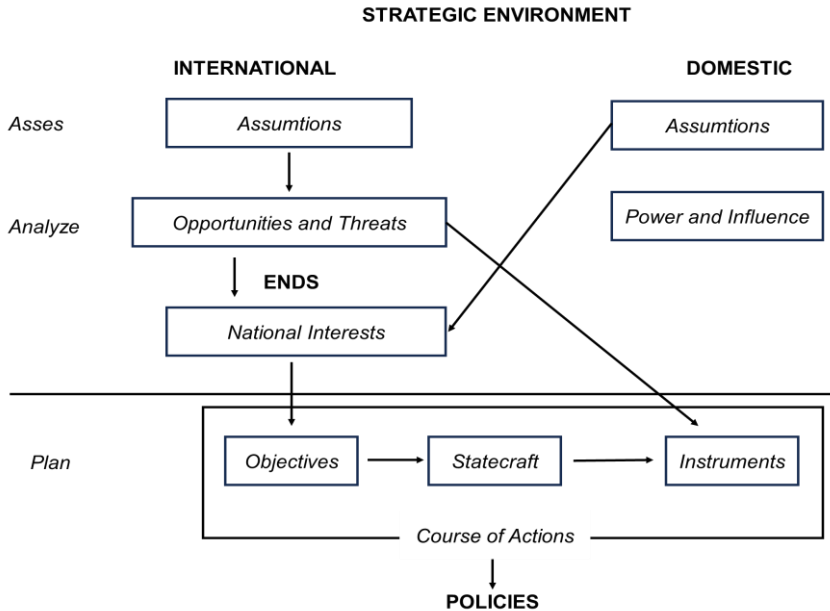 STRATEGIC ENVIRONMENT
INTERNATIONAL
DOMESTIC
Asses
Assumtions
Assumtions
Analyze
Opportunities and Threats
Power and Influence
ENDS
National Interests
Plan
Objectives
Statecraft
Instruments
Course of Actions
POLICIES